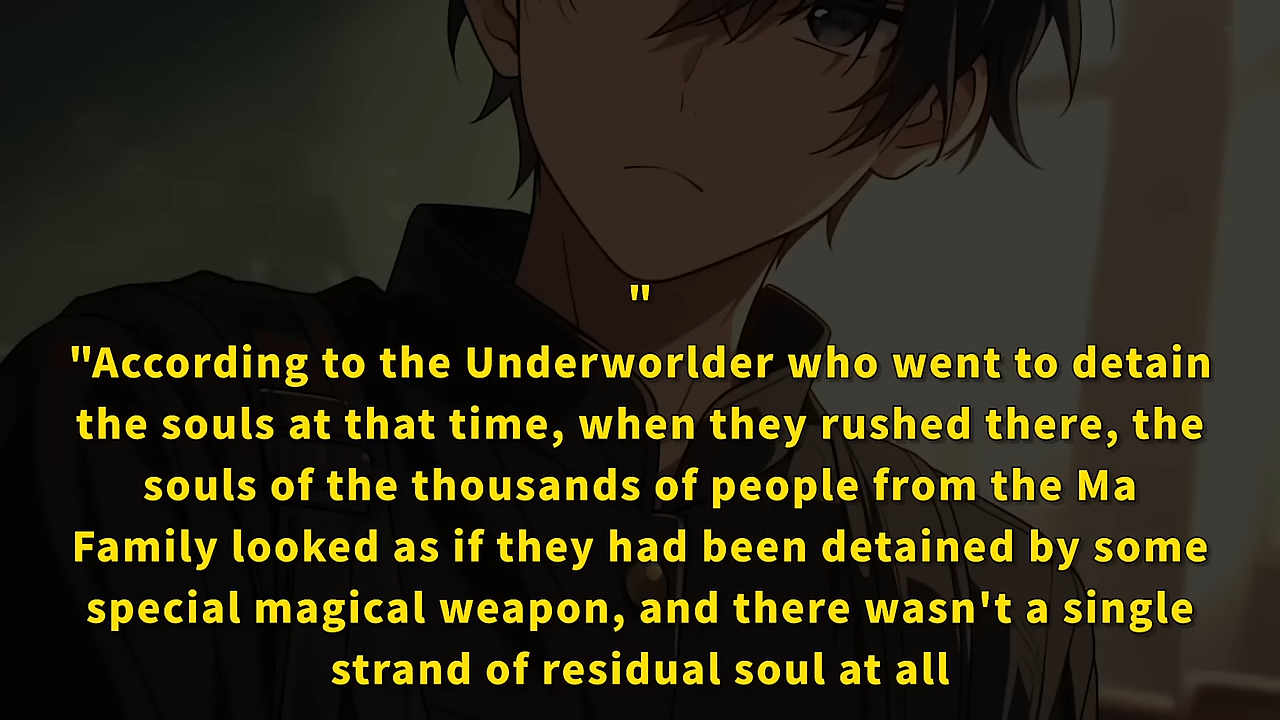 "
"According to the Underworlder who went to detain
the souls at that time, when they rushed there, the
souls of the thousands of people from the Ma
Family looked as if they had been detained by some
special magical weapon, and there wasn't a single
strand of residual soul at all